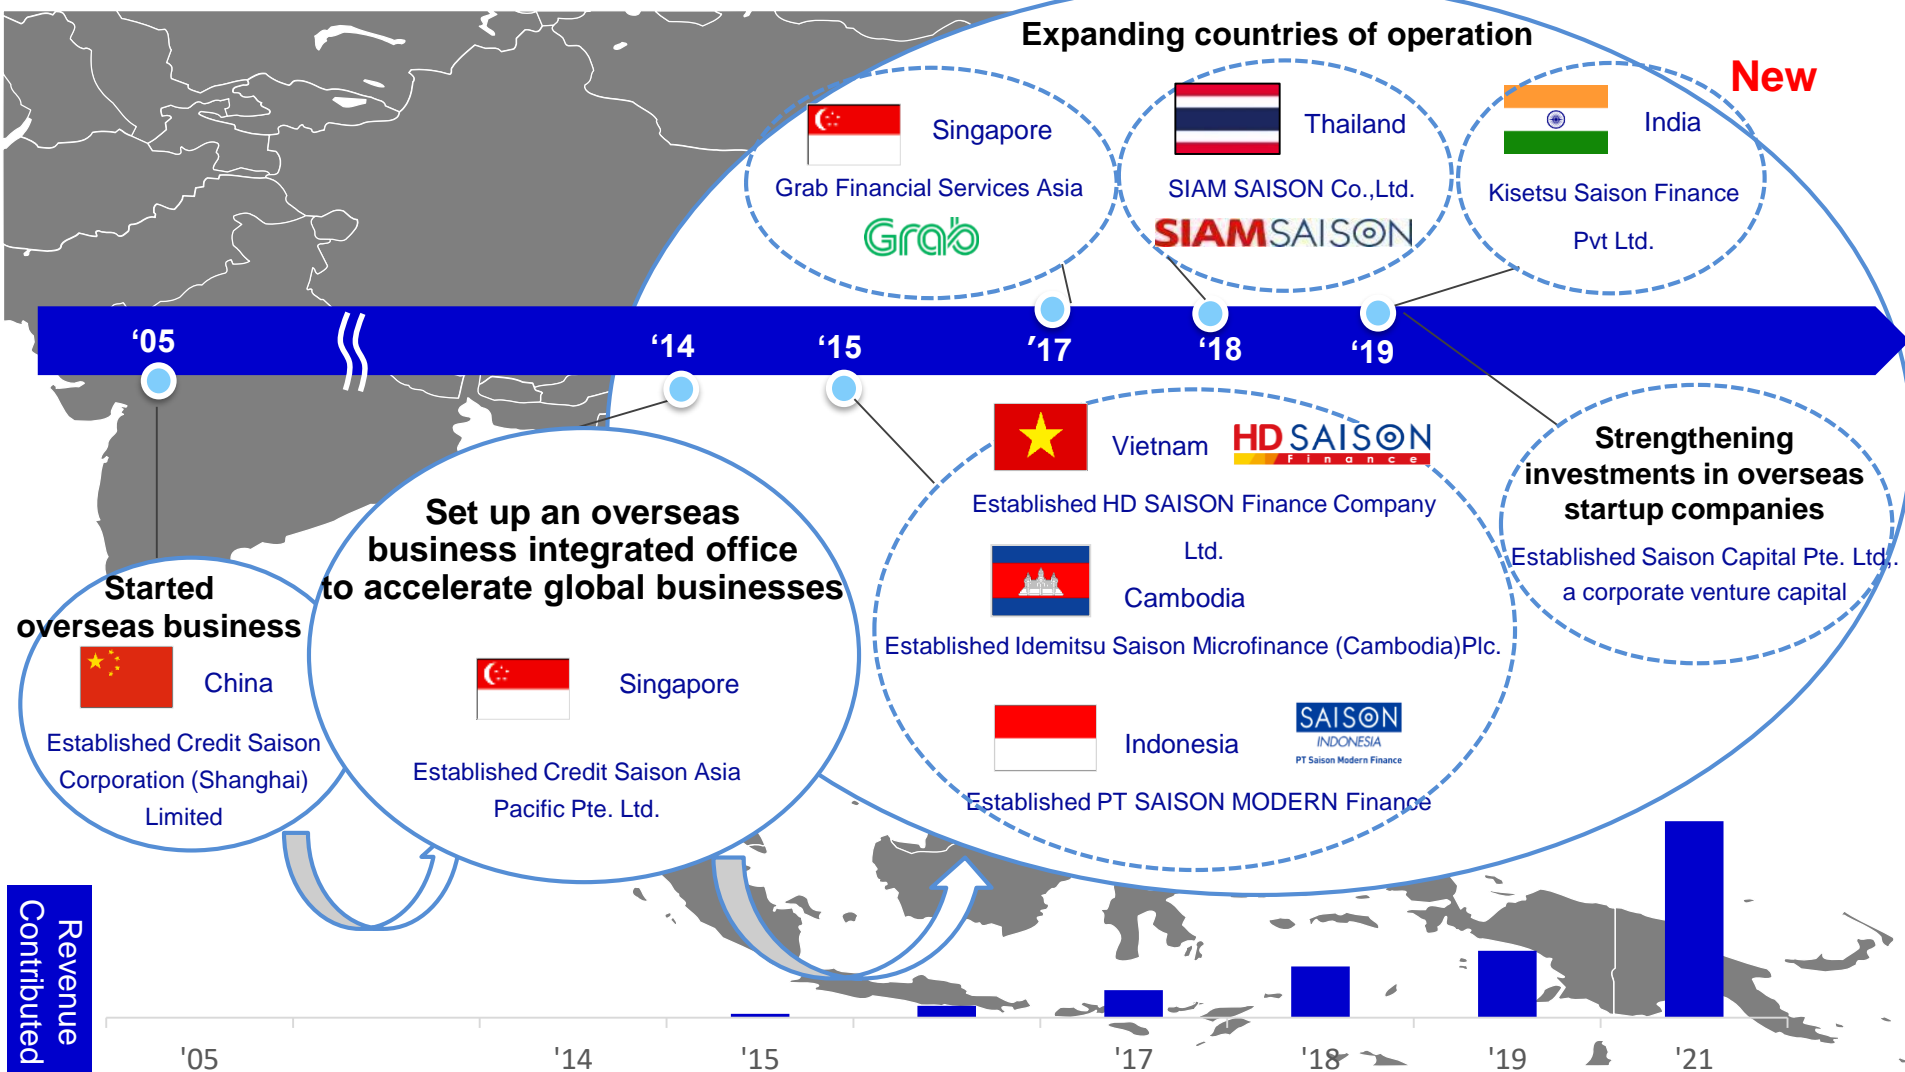 Expanding countries of operation
New
Singapore
Grab Financial Services Asia
Grab
Thailand
SIAM SAISON Co.,Ltd.
SIAM SAISON
India
Kisetsu Saison Finance
Pvt Ltd.
‘05
‘14
‘15
’17
‘18
‘19
Started
overseas business
China
Established Credit Saison
Corporation (Shanghai)
Limited
Set up an overseas
business integrated office
to accelerate global businesses
Singapore
Established Credit Saison Asia
Pacific Pte. Ltd.
Vietnam
HD SAISON
Finance
Established HD SAISON Finance Company
Ltd.
Cambodia
Established Idemitsu Saison Microfinance (Cambodia)Plc.
Indonesia
SAISON
INDONESIA
PT Saison Modern Finance
Established PT SAISON MODERN Finance
Strengthening
investments in overseas
startup companies
Established Saison Capital Pte. Ltd,.
a corporate venture capital
Revenue
Contributed
'05
'14
'15
'17
'18
'19
'21